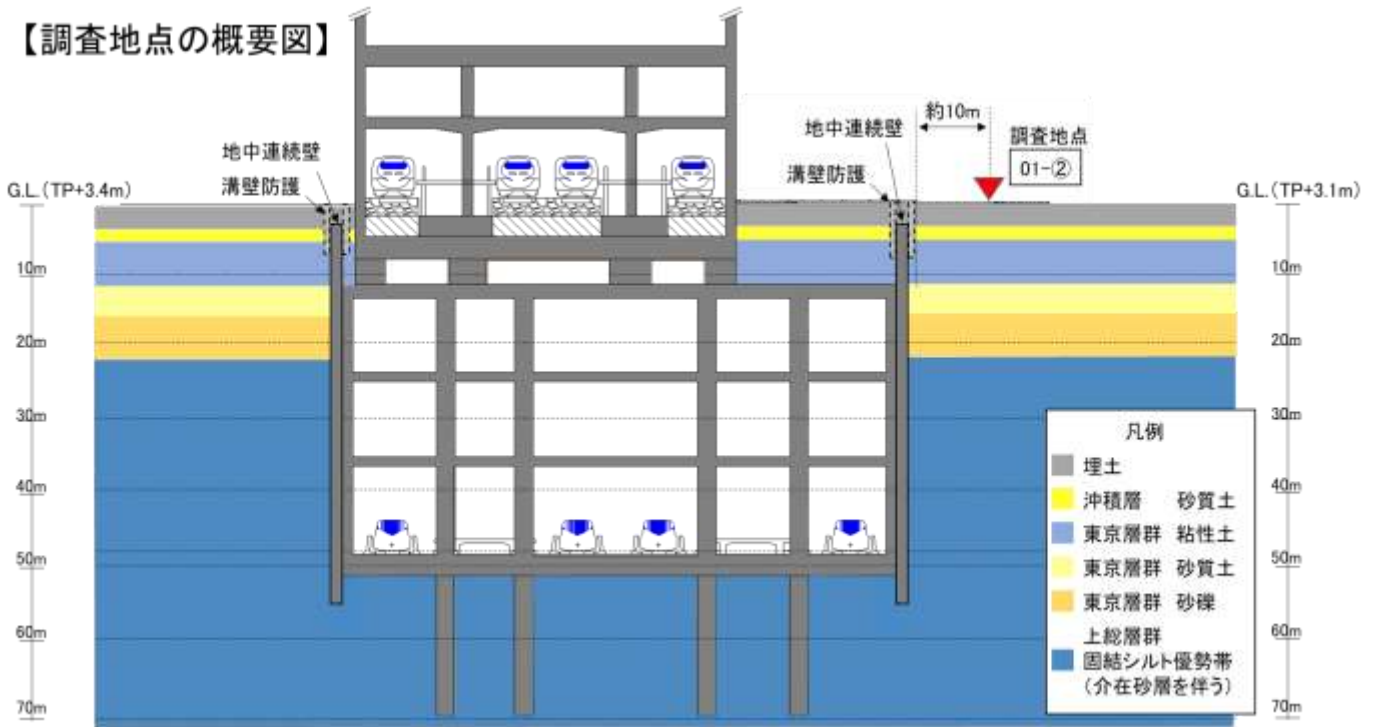 【調査地点の概要図】
約10m
地中連続壁
調査地点
01-②
溝壁防護
地中連続壁
溝壁防護
G.L.(TP+3.4m)
G.L.(TP+3.1m)
10m
10m
20m
20m
30m
30m
40m
40m
50m
50m
60m
60m
70m
70m
凡例
埋土
沖積層 砂質土
東京層群 粘性土
東京層群 砂質土
東京層群 砂礫
上総層群
固結シルト優勢帯
(介在砂層を伴う)